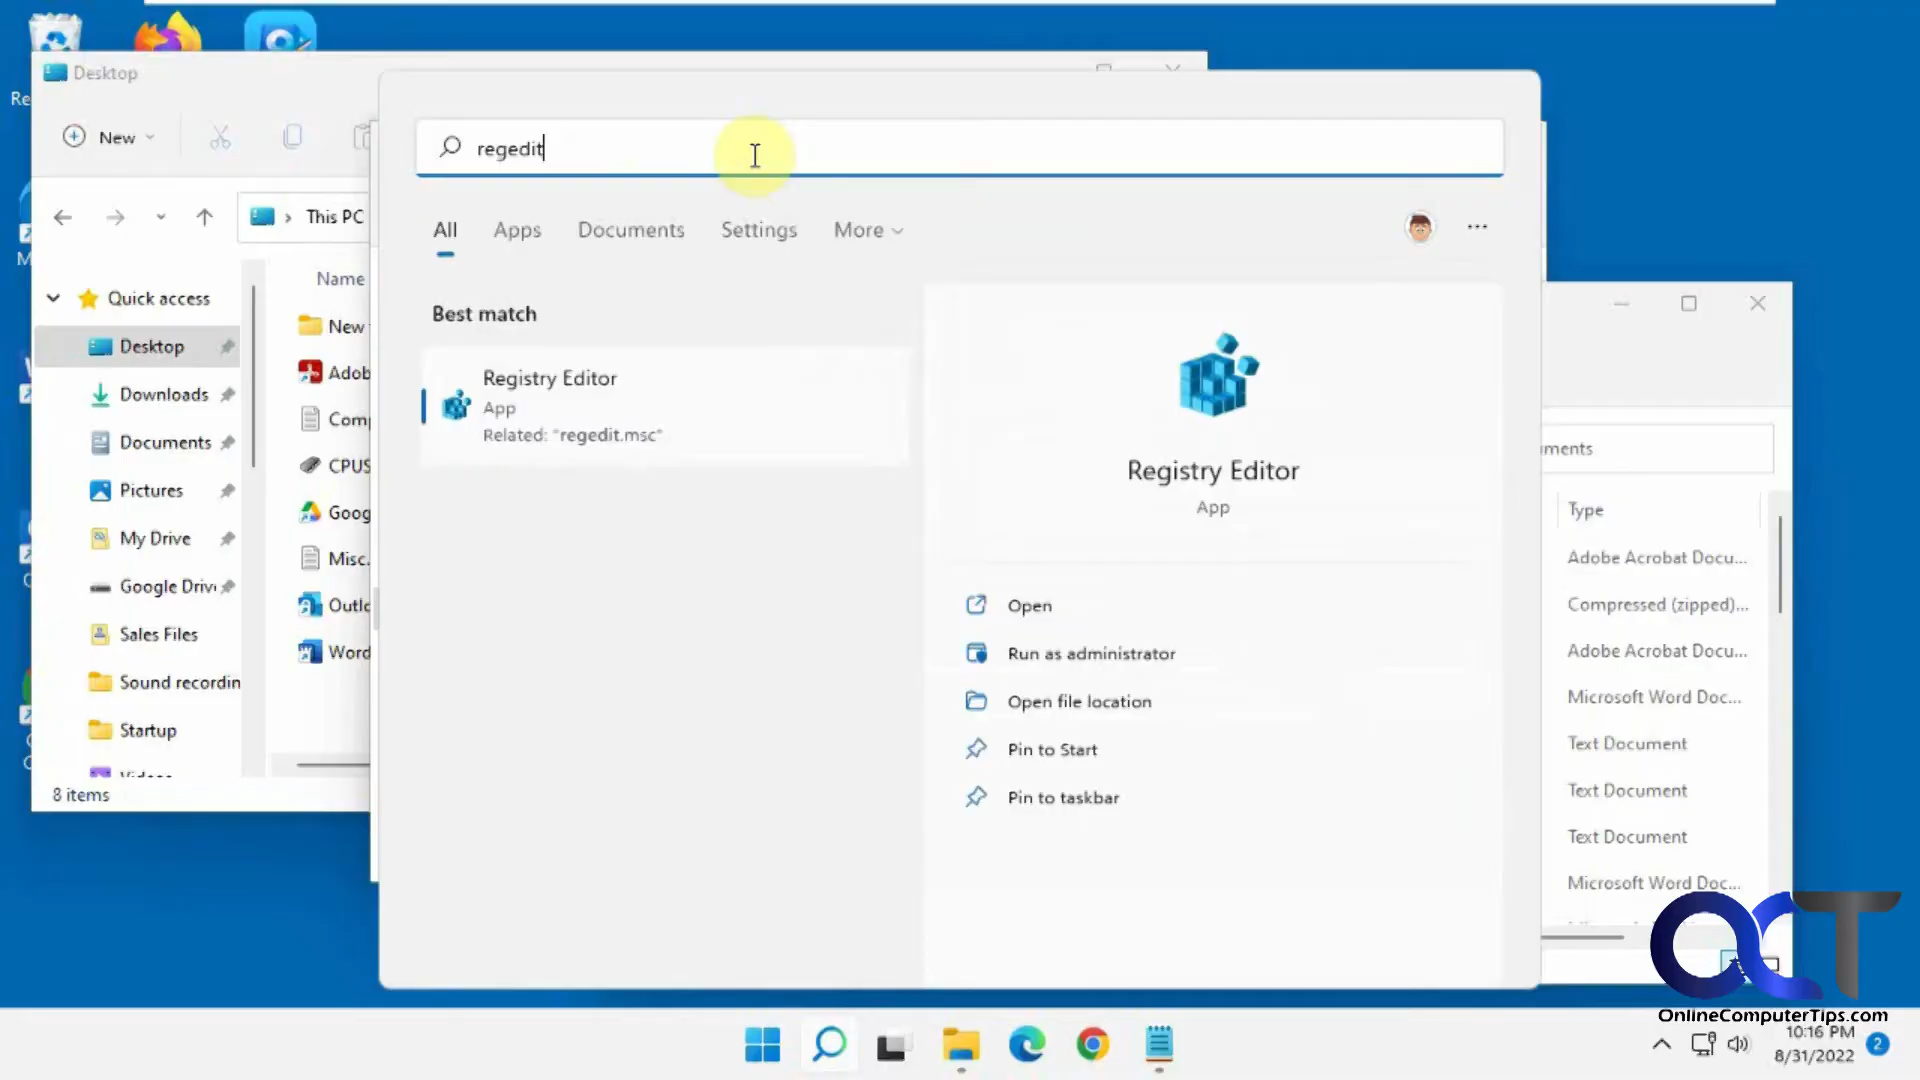 Desktop
New
regedit
This PC
All Apps Documents Settings More
Name
Quick access
Best match
New
Desktop
Registry Editor
App
Related: "regedit.msc"
Downloads
Adob
Documents
Comp
Pictures
CPUS
Registry Editor
App
My Drive
Goog
Google Driv
Misc.
Sales Files
Outlo
Sound recordin
Word
Startup
8 items
Open
Run as administrator
Open file location
Pin to Start
Pin to taskbar
ments
Type
Adobe Acrobat Docu...
Compressed (zipped)...
Adobe Acrobat Docu...
Microsoft Word Doc...
Text Document
Text Document
Text Document
Microsoft Word Doc...
OCT
OnlineComputerTips.com
10:16 PM
8/31/2022
2